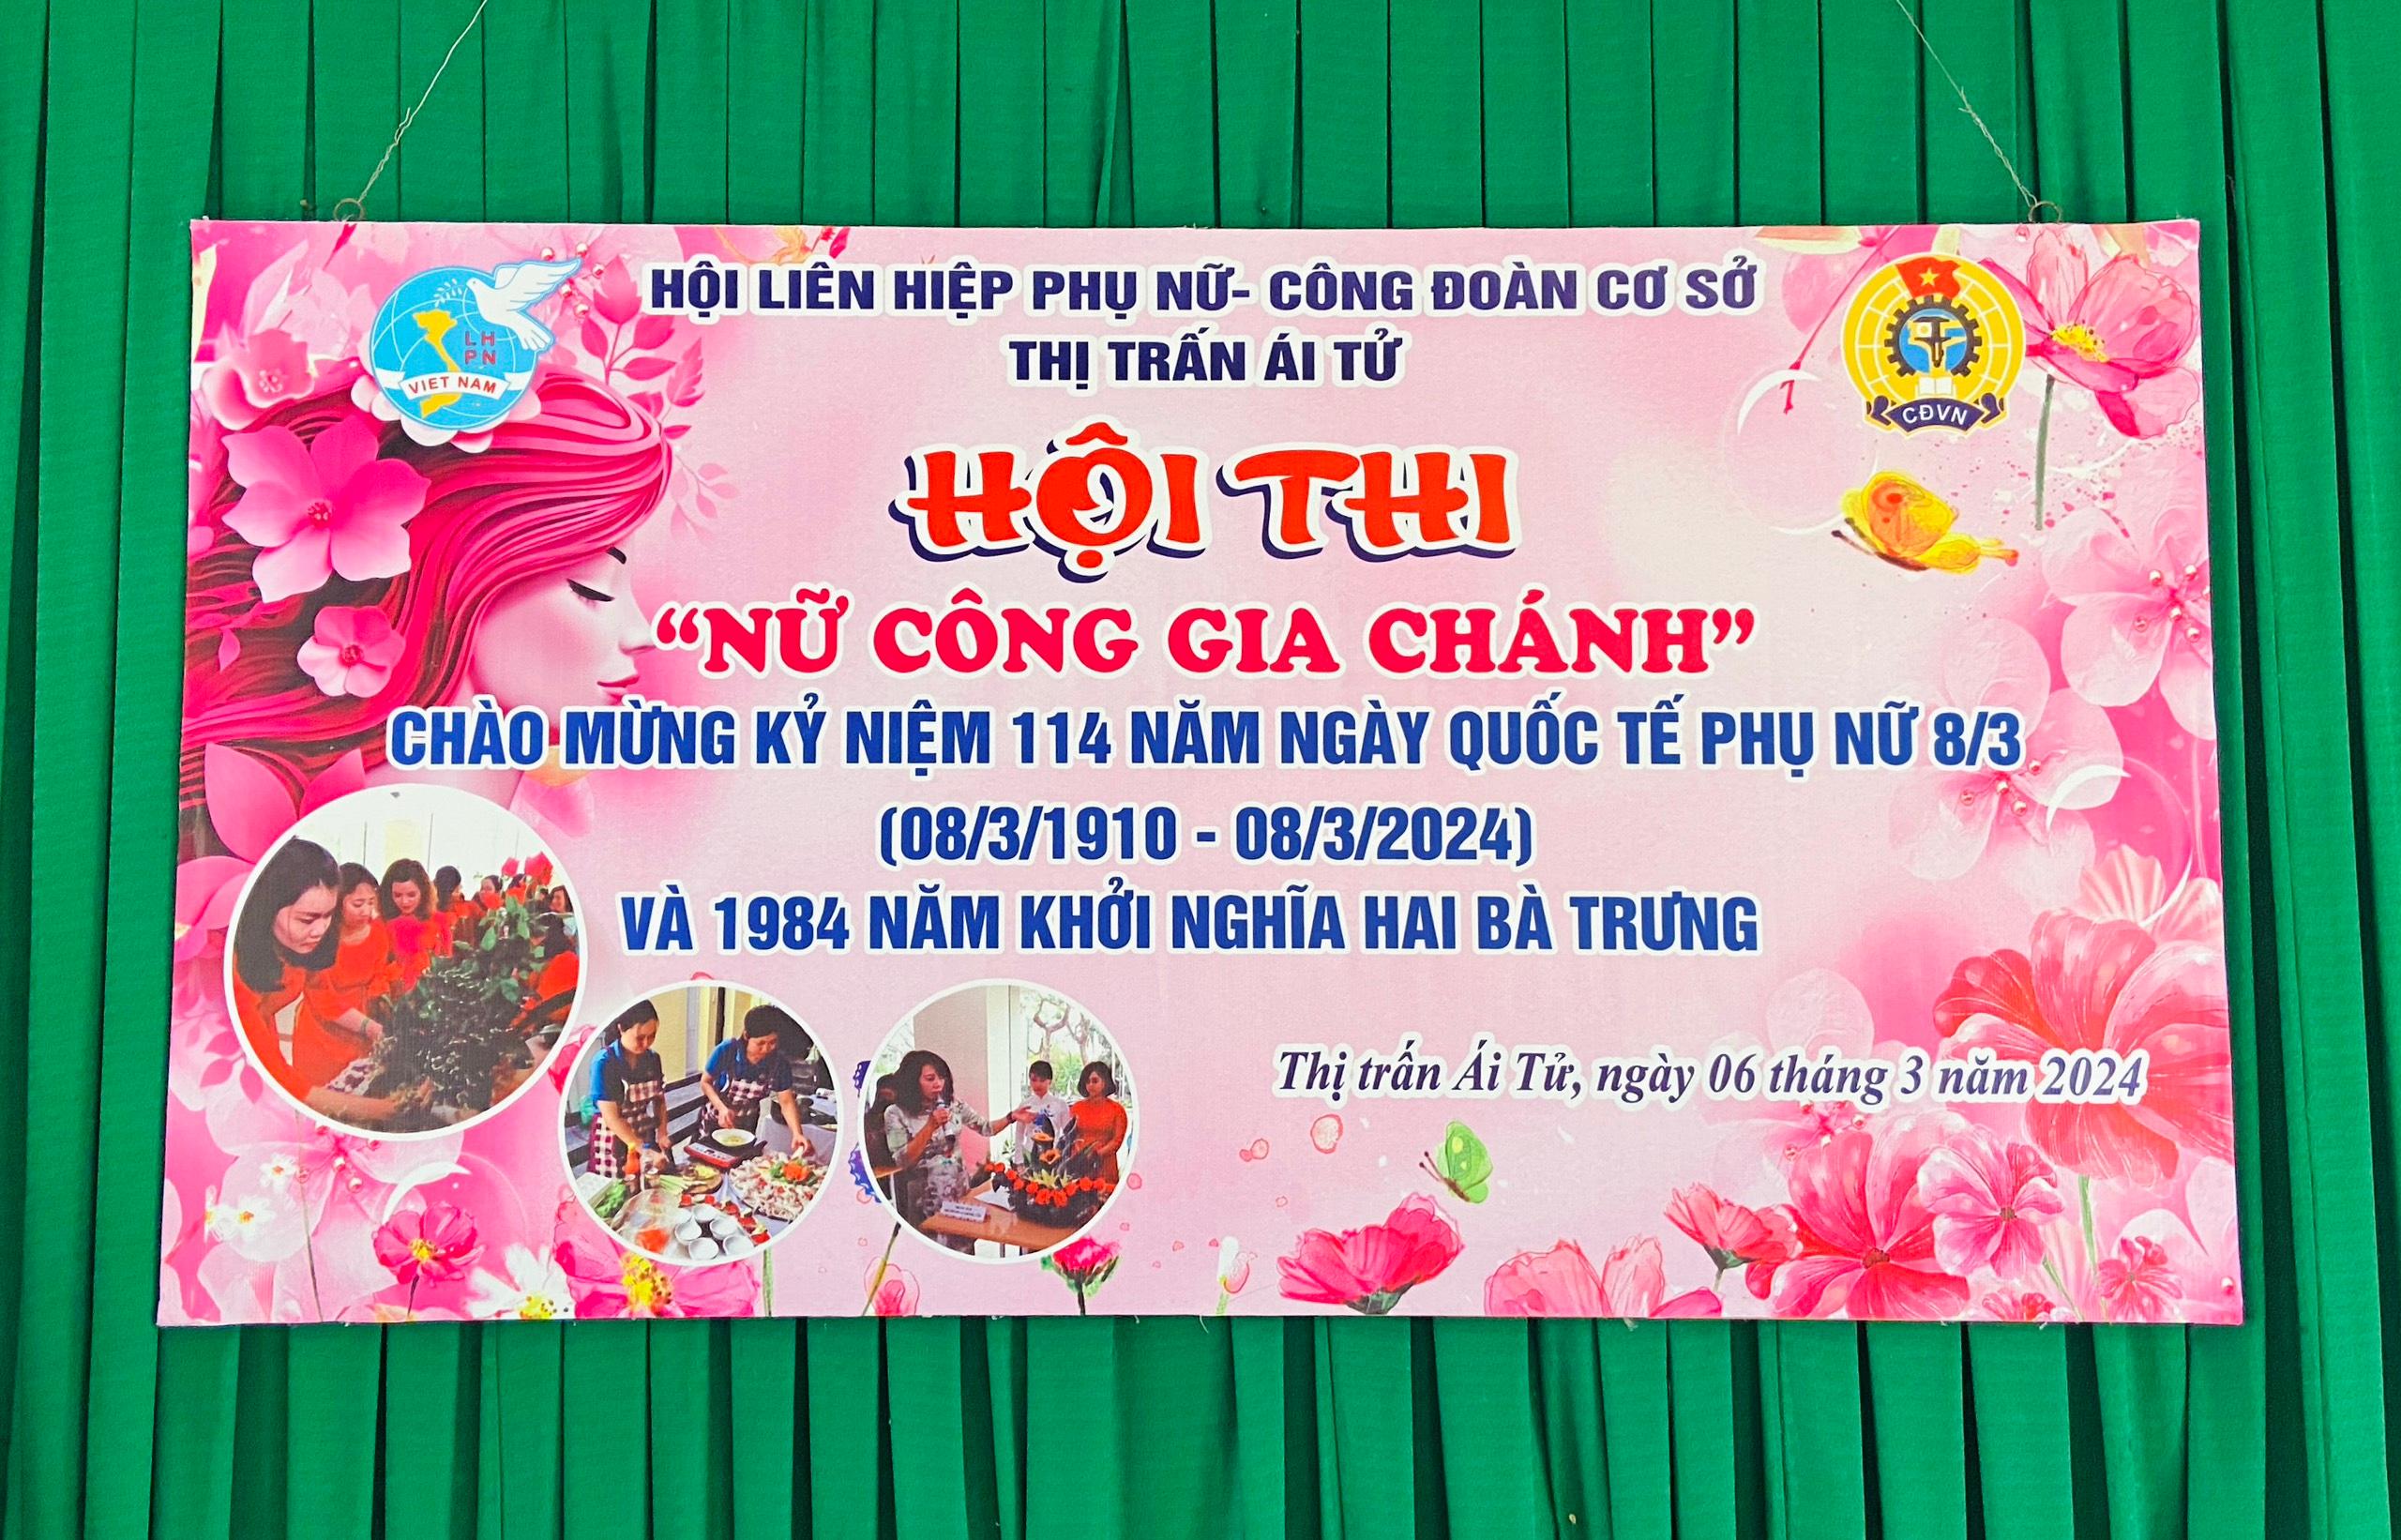 HỘI LIÊN HIỆP PHỤ NỮ- CÔNG ĐOÀN CƠ SỞ
THỊ TRẤN ÁI TỬ
LH
PN
VIET NAM
CĐVN
HỘI THI
“NỮ CÔNG GIA CHÁNH”
CHÀO MỪNG KỶ NIỆM 114 NĂM NGÀY QUỐC TẾ PHỤ NỮ 8/3
(08/3/1910 - 08/3/2024)
VÀ 1984 NĂM KHỞI NGHĨA HAI BÀ TRƯNG
Thị trấn Ái Tử, ngày 06 tháng 3 năm 2024